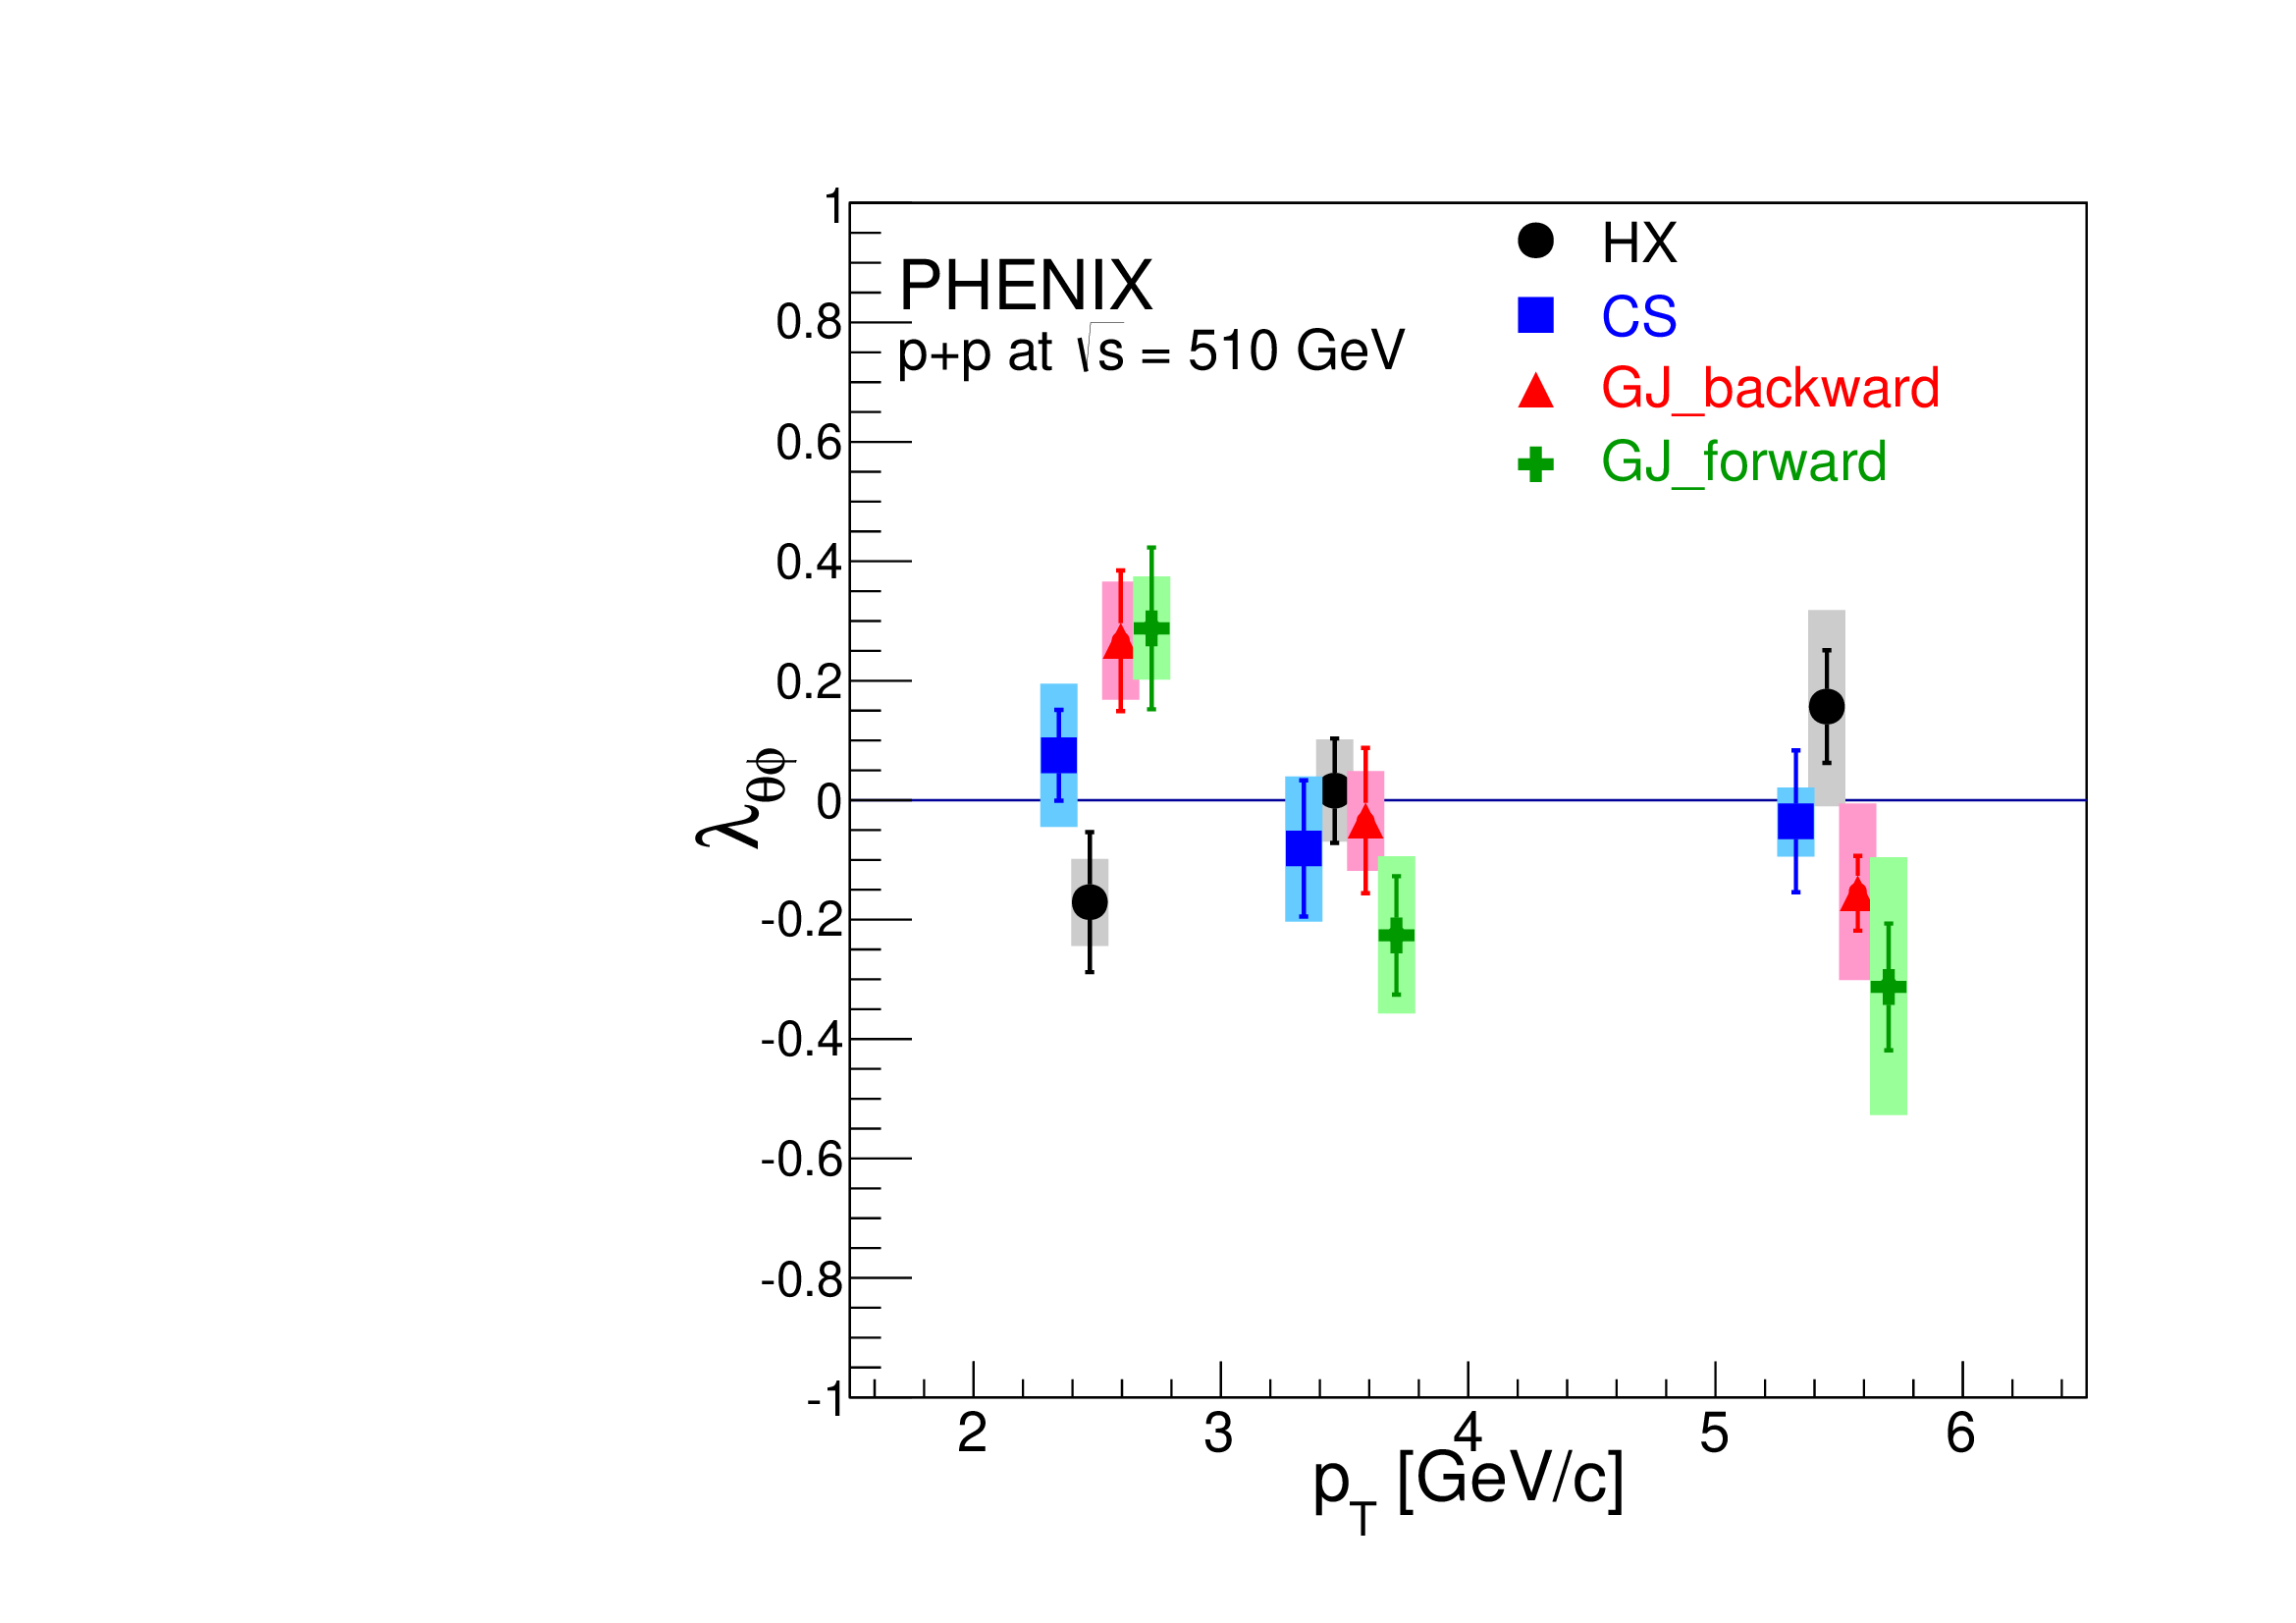 PHENIX
p+p at √s = 510 GeV
HX
CS
GJ_backward
GJ_forward
1
0.8
0.6
0.4
0.2
0
-0.2
-0.4
-0.6
-0.8
-1
λθφ
2 3 4 5 6
pT [GeV/c]